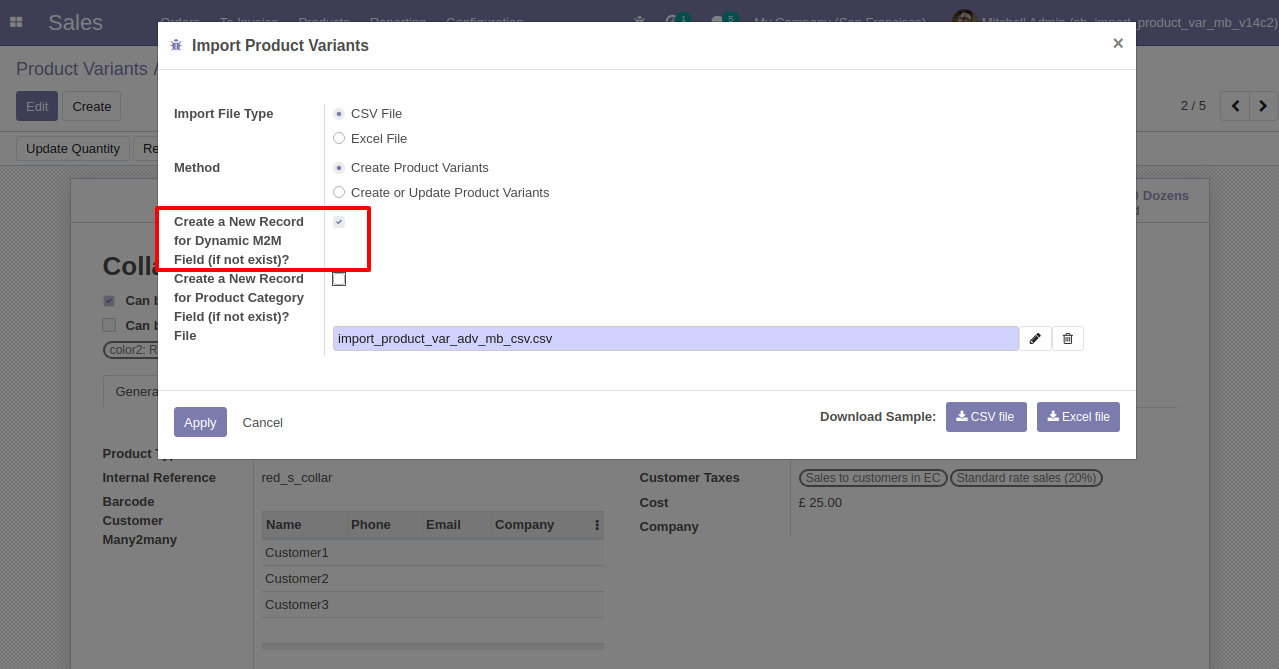 Sales
Orders To Invoice Products Reporting Configuration
1
5
My Company (San Francisco)
Mitchell Admin (sh_import_product_var_mb_v14c2)
Import Product Variants
×
Product Variants /
Edit
Create
2 / 5
Update Quantity
Re
Dozens
Import File Type
CSV File
Excel File
Method
Create Product Variants
Create or Update Product Variants
Create a New Record
for Dynamic M2M
Field (if not exist)?
Create a New Record
for Product Category
Field (if not exist)?
File
import_product_var_adv_mb_csv.csv
Colla
Can b
Can b
color2: R
Genera
Apply
Cancel
Download Sample:
CSV file
Excel file
Product Ty
Internal Reference
red_s_collar
Barcode
Customer
Many2many
Name Phone Email Company
Customer1
Customer2
Customer3
Customer Taxes
Sales to customers in EC
Standard rate sales (20%)
Cost
£ 25.00
Company